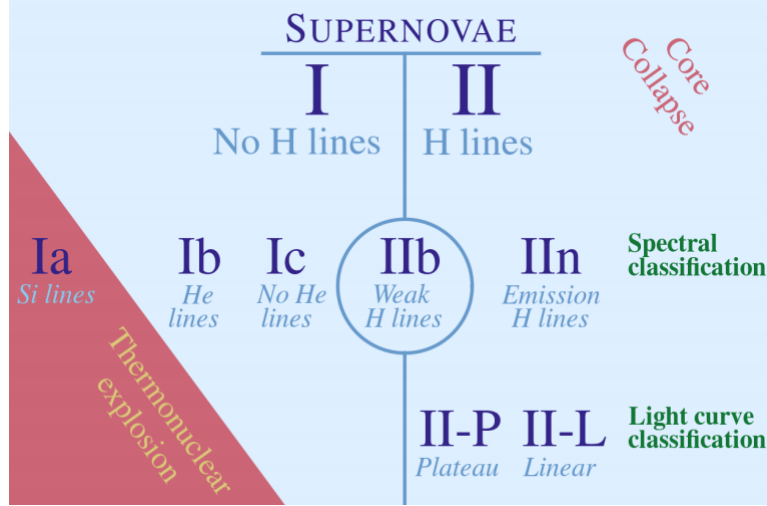 SUPERNOVAE
I
II
No H lines
H lines
Core
Collapse
Ia
Si lines
Ib
He
lines
Ic
No He
lines
IIb
Weak
H lines
IIn
Emission
H lines
Spectral
classification
Thermonuclear
explosion
II-P
Plateau
II-L
Linear
Light curve
classification